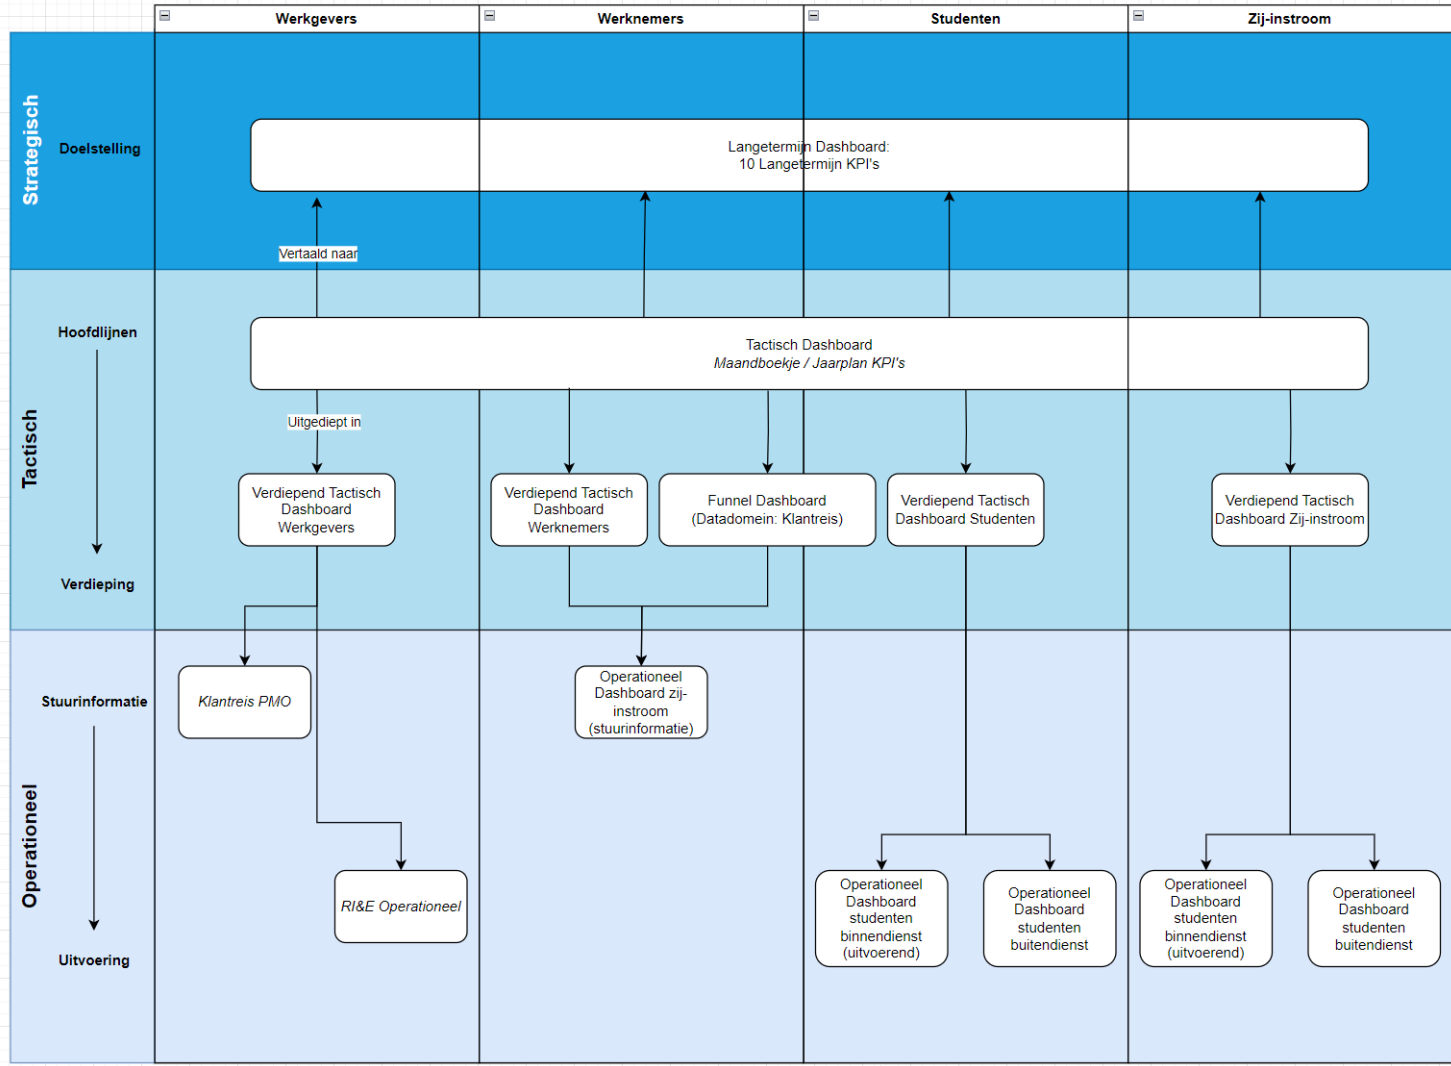 Werkgevers
Werknemers
Studenten
Zij-instroom
Strategisch
Doelstelling
Langetermijn Dashboard:
10 Langetermijn KPI's
Vertaald naar
Tactisch
Hoofdlijnen
Tactisch Dashboard
Maandboekje / Jaarplan KPI's
Uitgediept in
Verdiepend Tactisch
Dashboard
Werkgevers
Verdiepend Tactisch
Dashboard
Werknemers
Funnel Dashboard
(Datadomein: Klantreis)
Verdiepend Tactisch
Dashboard Studenten
Verdiepend Tactisch
Dashboard Zij-instroom
Verdieping
Operationeel
Stuurinformatie
Klantreis PMO
Operationeel
Dashboard zij-
instroom
(stuurinformatie)
RI&E Operationeel
Operationeel
Dashboard
studenten
binnendienst
(uitvoerend)
Operationeel
Dashboard
studenten
buitendienst
Operationeel
Dashboard
studenten
binnendienst
(uitvoerend)
Operationeel
Dashboard
studenten
buitendienst
Uitvoering